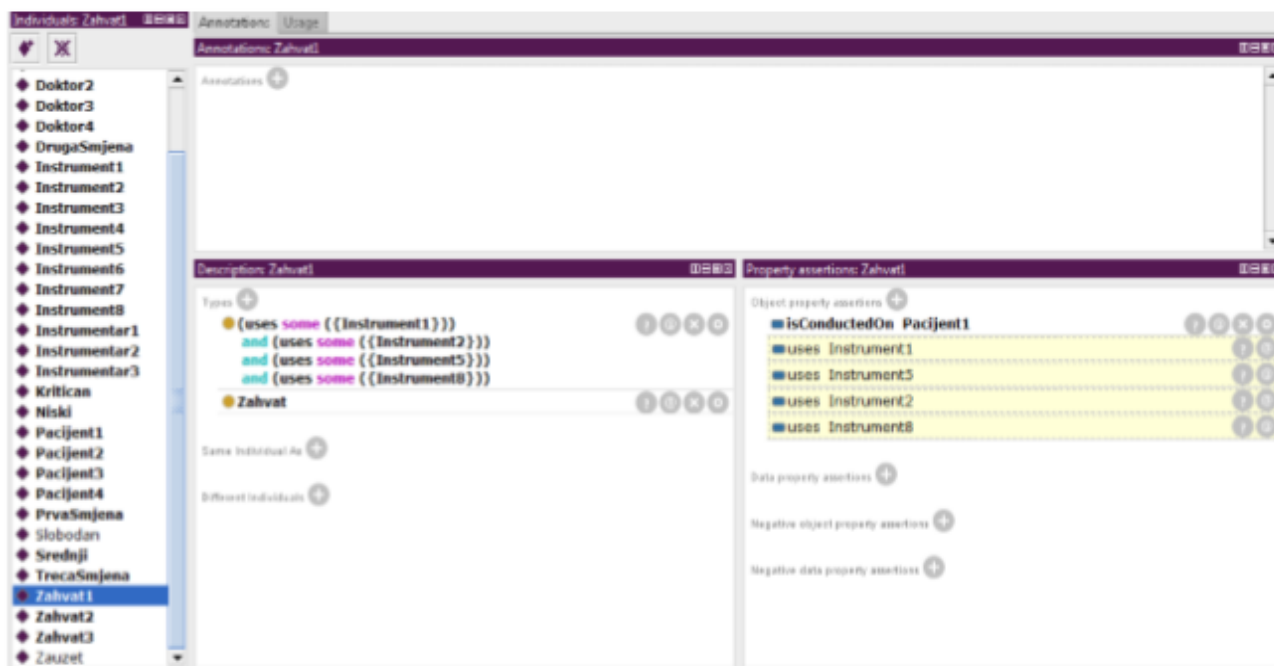 Individuals: Zahvat1
Doktor2
Doktor3
Doktor4
DrugaSmjena
Instrument1
Instrument2
Instrument3
Instrument4
Instrument5
Instrument6
Instrument7
Instrument8
Instrumentar1
Instrumentar2
Instrumentar3
Kritican
Niski
Pacijent1
Pacijent2
Pacijent3
Pacijent4
PrvaSmjena
Slobodan
Srednji
TrecaSmjena
Zahvat1
Zahvat2
Zahvat3
Zauzet
Annotations Usage
Annotations: Zahvat1
Annotations
Description: Zahvat1
Types
(uses some ({Instrument1}))
and (uses some ({Instrument2}))
and (uses some ({Instrument5}))
and (uses some ({Instrument8}))
Zahvat
Same Individual As
Different Individuals
Property assertions: Zahvat1
Object property assertions
isConductedOn Pacijent1
uses Instrument1
uses Instrument5
uses Instrument2
uses Instrument8
Data property assertions
Negative object property assertions
Negative data property assertions